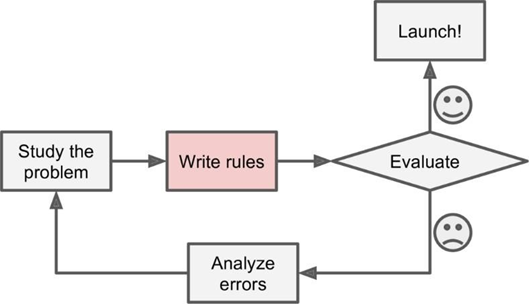 Launch!
Study the
problem
Write rules
Evaluate
Analyze
errors